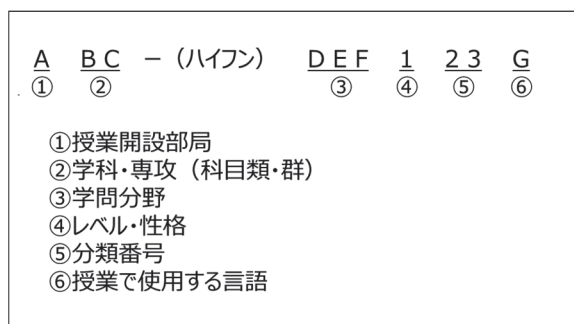 A BC － （ハイフン） DEF 1 23 G
① ② ③ ④ ⑤ ⑥
①授業開設部局
②学科・専攻（科目類・群）
③学問分野
④レベル・性格
⑤分類番号
⑥授業で使用する言語